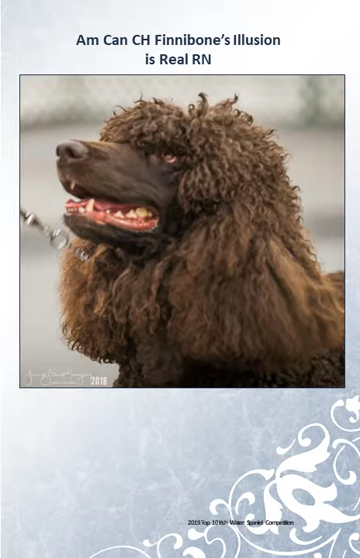 Am Can CH Finnibone's Illusion
is Real RN
2018
2019 Top 10 Irish Water Spaniel Competition